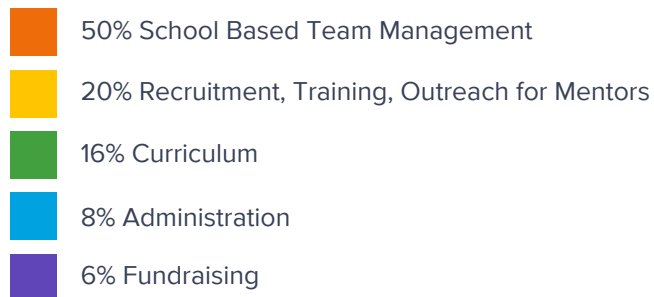 50% School Based Team Management
20% Recruitment, Training, Outreach for Mentors
16% Curriculum
8% Administration
6% Fundraising